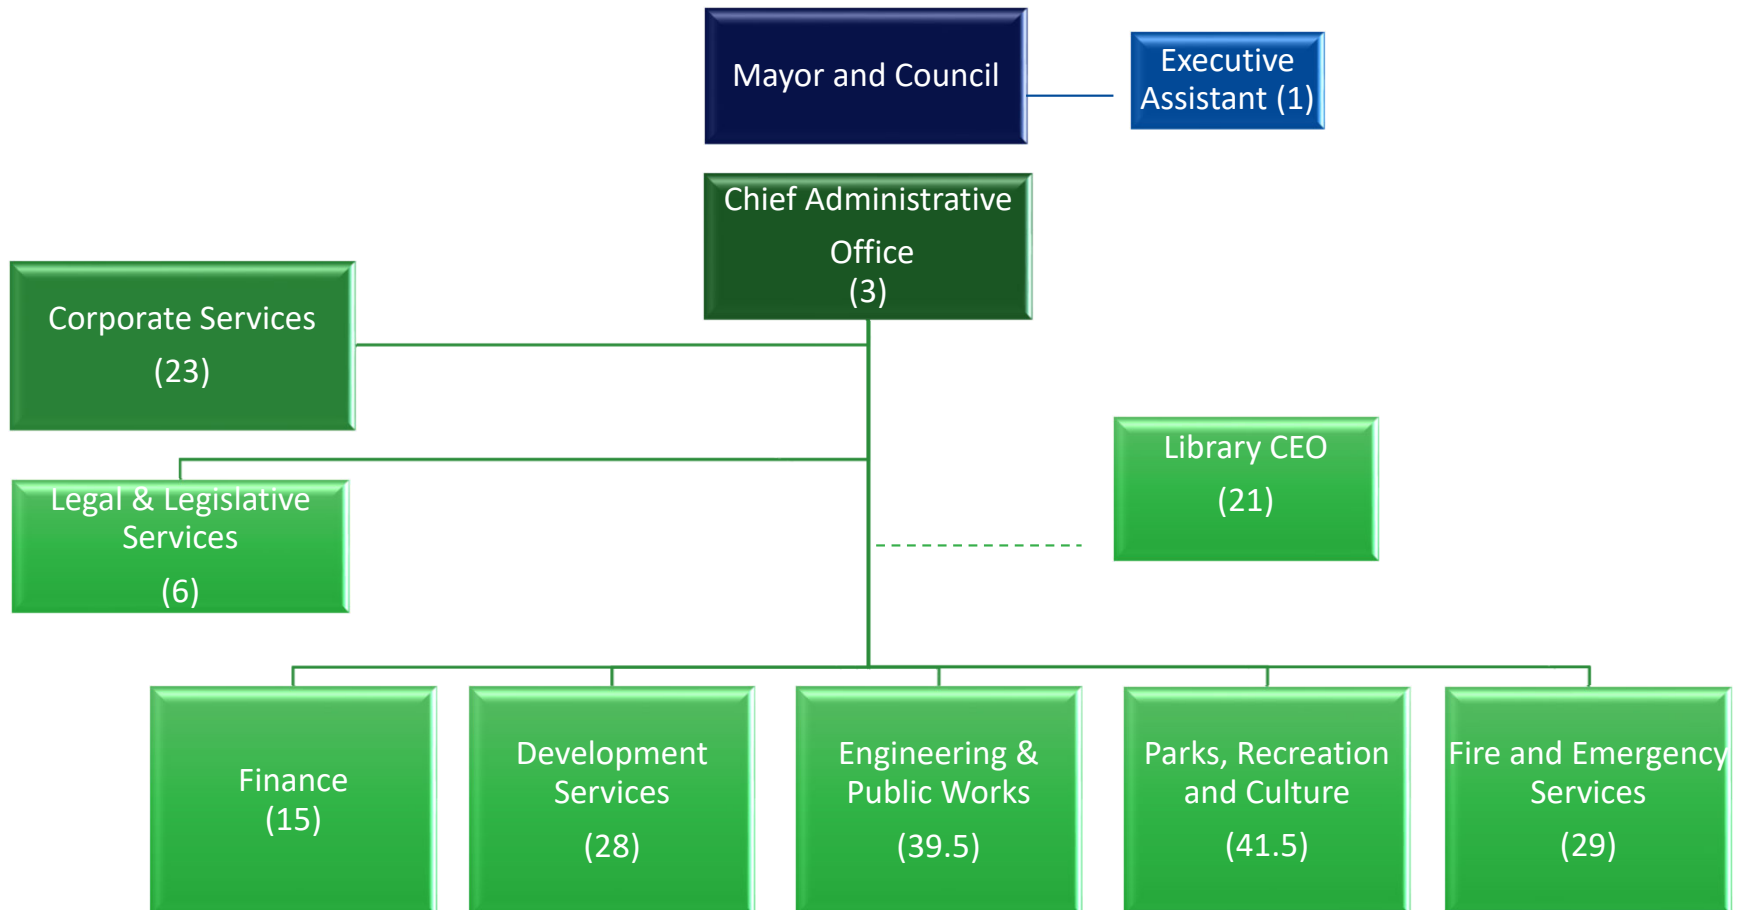 Mayor and Council
Executive
Assistant (1)
Chief Administrative
Office
(3)
Corporate Services
(23)
Library CEO
(21)
Legal & Legislative
Services
(6)
Finance
(15)
Development
Services
(28)
Engineering &
Public Works
(39.5)
Parks, Recreation
and Culture
(41.5)
Fire and Emergency
Services
(29)